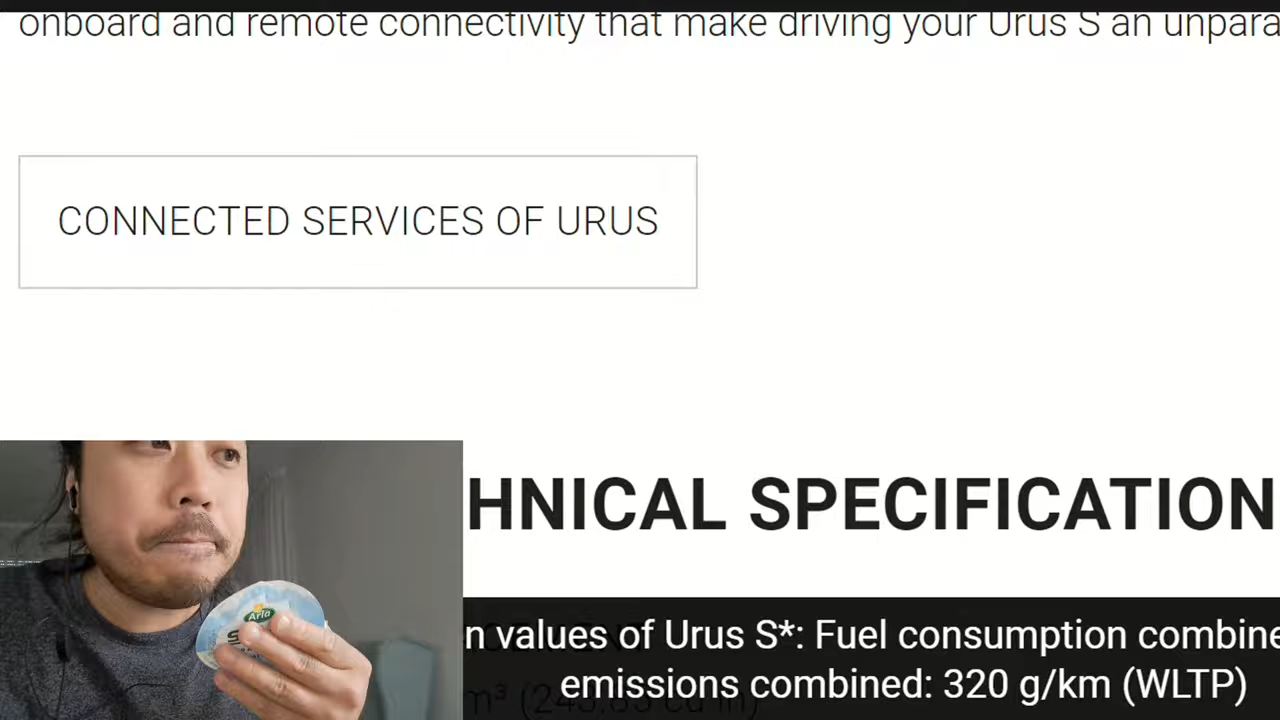 onboard and remote connectivity that make driving your Urus S an unpara
CONNECTED SERVICES OF URUS
HNICAL SPECIFICATION
n values of Urus S*: Fuel consumption combine
emissions combined: 320 g/km (WLTP)
Arla